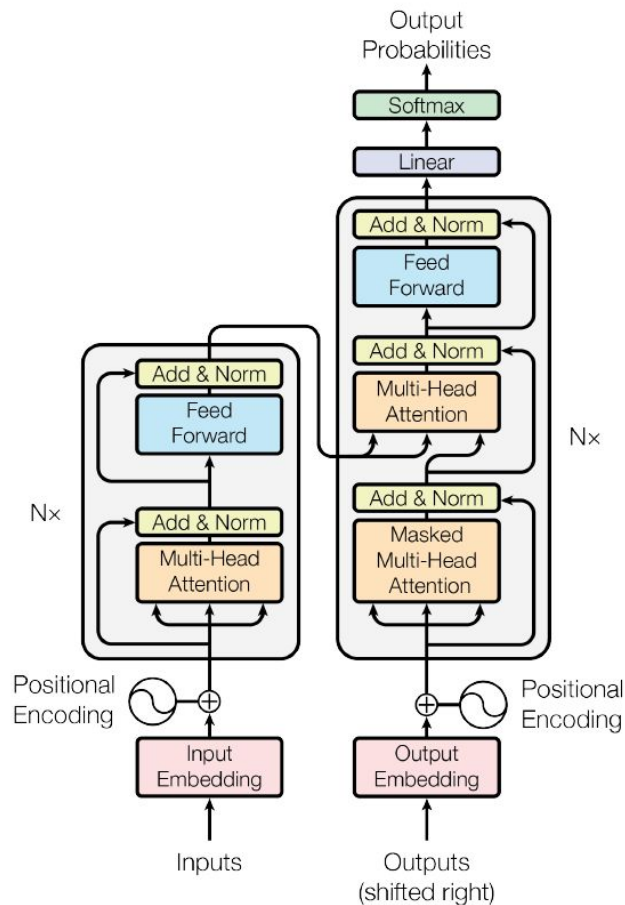 Output
Probabilities
Softmax
Linear
Add & Norm
Feed
Forward
Add & Norm
Multi-Head
Attention
Add & Norm
Masked
Multi-Head
Attention
N×
Add & Norm
Feed
Forward
Add & Norm
Multi-Head
Attention
N×
Positional
Encoding
Positional
Encoding
Input
Embedding
Output
Embedding
Inputs
Outputs
(shifted right)